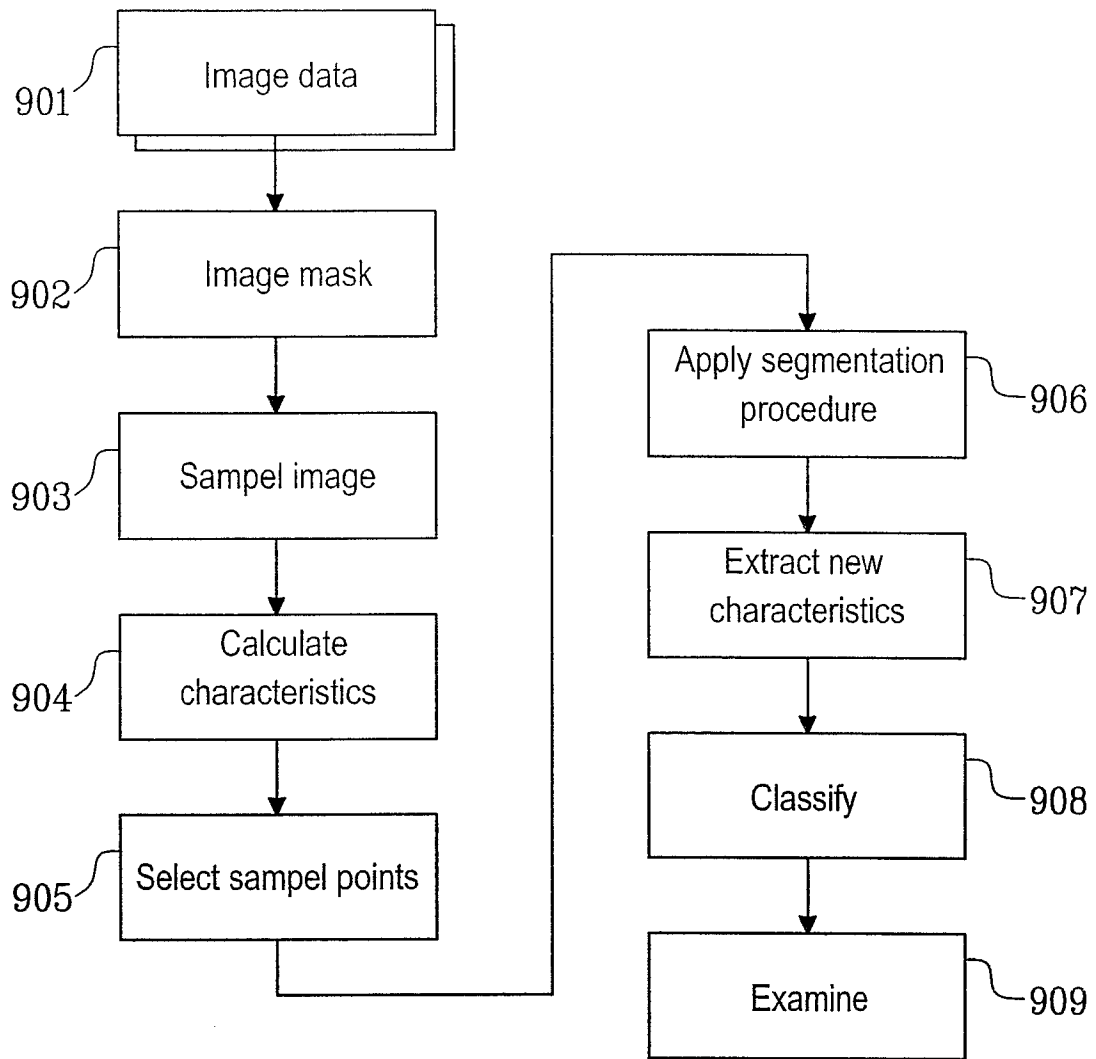 901
Image data
902
Image mask
903
Sampel image
904
Calculate
characteristics
905
Select sampel points
Apply segmentation
procedure
906
Extract new
characteristics
907
Classify
908
Examine
909